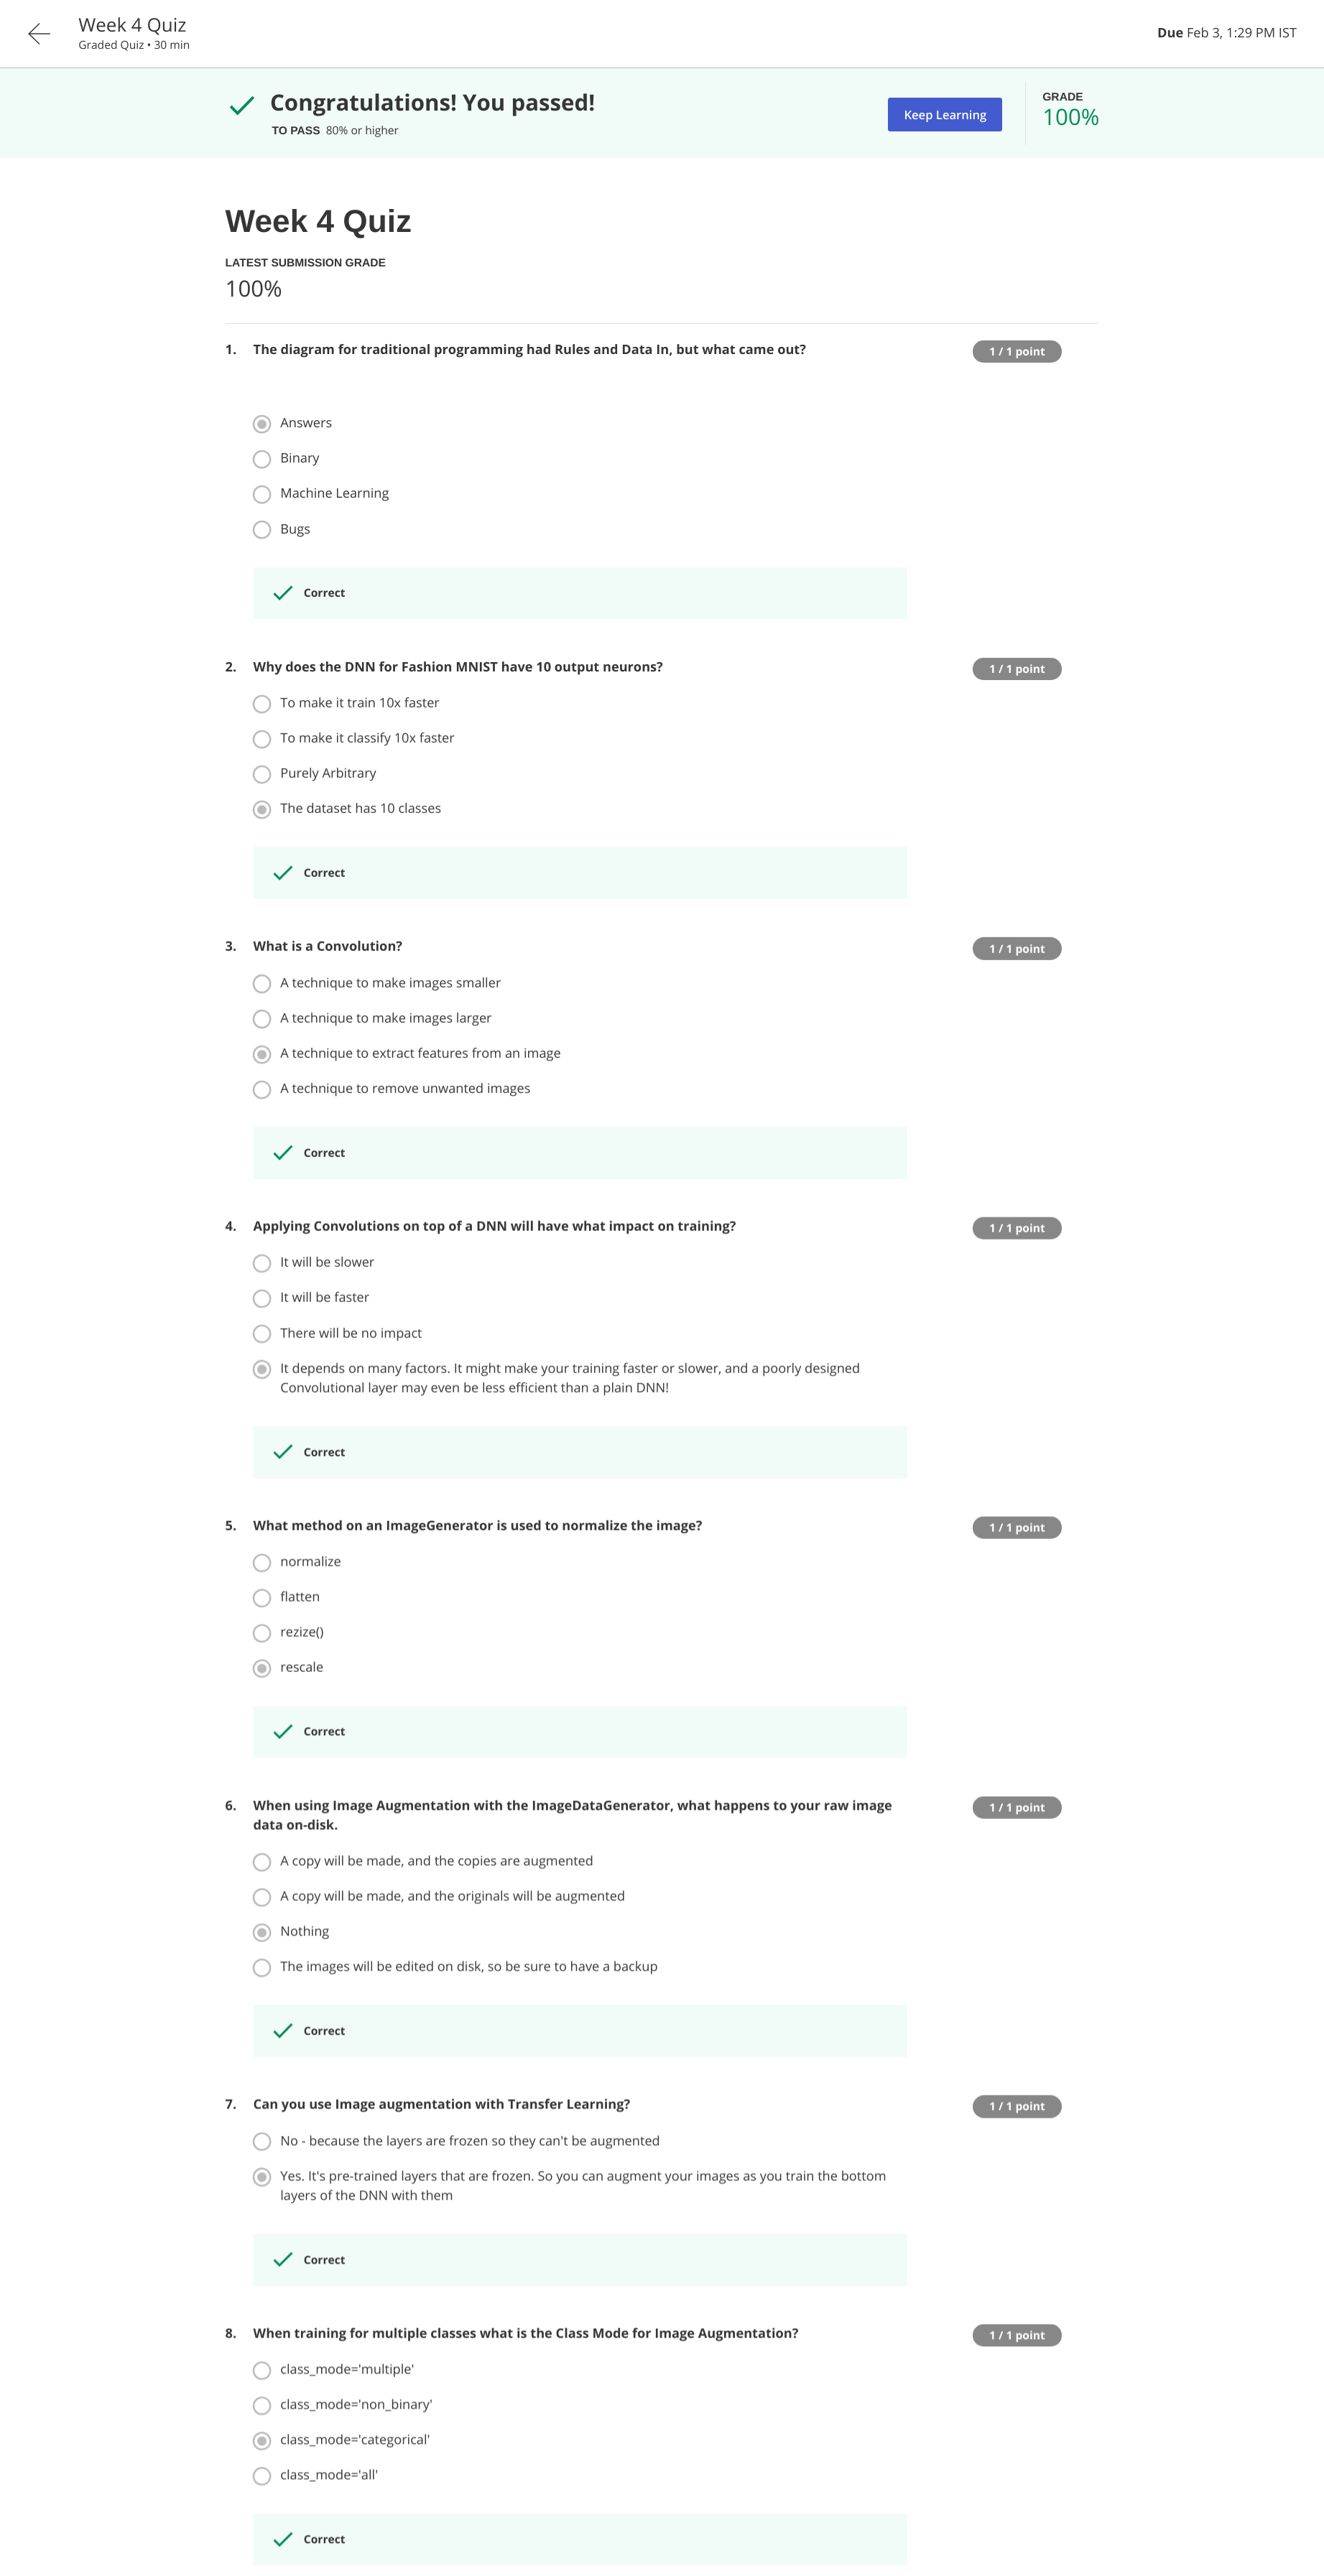 Week 4 Quiz
Graded Quiz • 30 min
Due Feb 3, 1:29 PM IST
Congratulations! You passed!
TO PASS 80% or higher
Keep Learning
GRADE
100%
Week 4 Quiz
LATEST SUBMISSION GRADE
100%
1. The diagram for traditional programming had Rules and Data In, but what came out?
1 / 1 point
Answers
Binary
Machine Learning
Bugs
Correct
2. Why does the DNN for Fashion MNIST have 10 output neurons?
1 / 1 point
To make it train 10x faster
To make it classify 10x faster
Purely Arbitrary
The dataset has 10 classes
Correct
3. What is a Convolution?
1 / 1 point
A technique to make images smaller
A technique to make images larger
A technique to extract features from an image
A technique to remove unwanted images
Correct
4. Applying Convolutions on top of a DNN will have what impact on training?
1 / 1 point
It will be slower
It will be faster
There will be no impact
It depends on many factors. It might make your training faster or slower, and a poorly designed
Convolutional layer may even be less efficient than a plain DNN!
Correct
5. What method on an ImageGenerator is used to normalize the image?
1 / 1 point
normalize
flatten
rezize()
rescale
Correct
6. When using Image Augmentation with the ImageDataGenerator, what happens to your raw image
data on-disk.
1 / 1 point
A copy will be made, and the copies are augmented
A copy will be made, and the originals will be augmented
Nothing
The images will be edited on disk, so be sure to have a backup
Correct
7. Can you use Image augmentation with Transfer Learning?
1 / 1 point
No - because the layers are frozen so they can't be augmented
Yes. It's pre-trained layers that are frozen. So you can augment your images as you train the bottom
layers of the DNN with them
Correct
8. When training for multiple classes what is the Class Mode for Image Augmentation?
1 / 1 point
class_mode='multiple'
class_mode='non_binary'
class_mode='categorical'
class_mode='all'
Correct